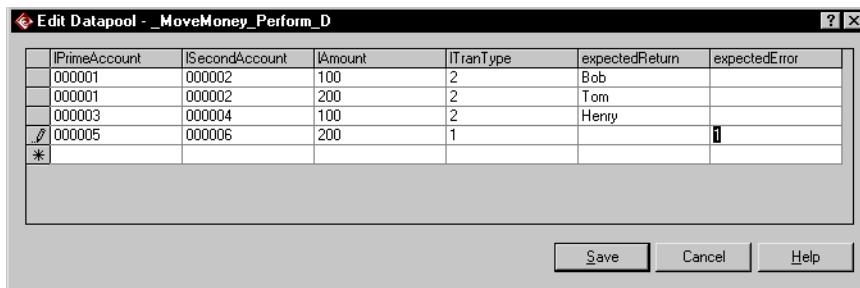 Edit Datapool - _MoveMoney_Perform_D
lPrimeAccount lSecondAccount lAmount lTranType expectedReturn expectedError
000001 000002 100 2 Bob
000001 000002 200 2 Tom
000003 000004 100 2 Henry
000005 000006 200 1 1
Save Cancel Help